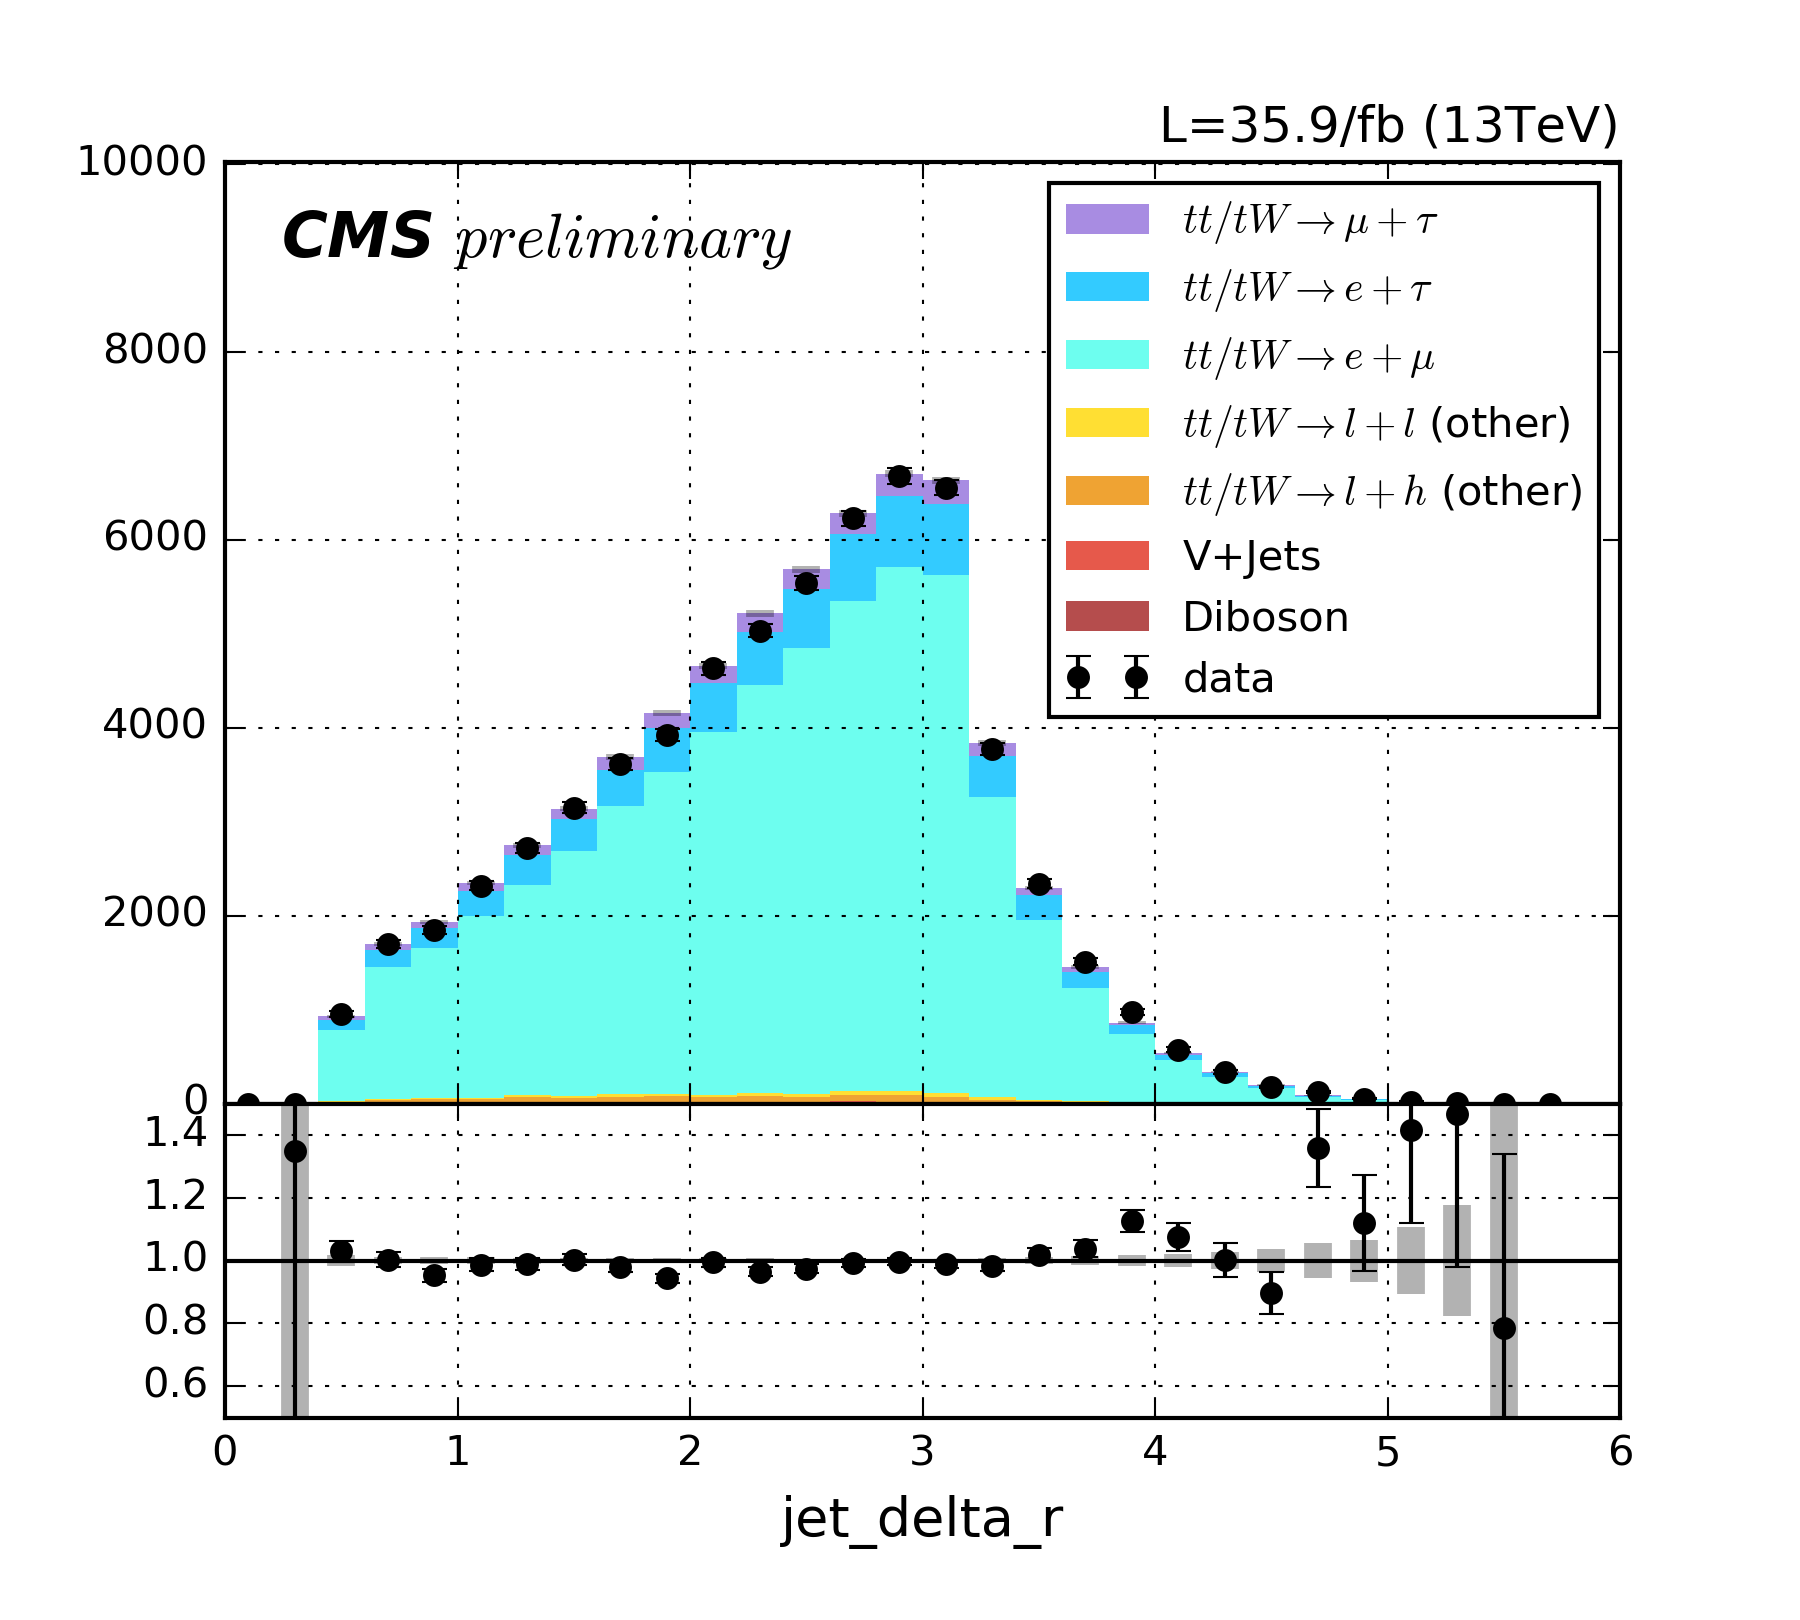 L=35.9/fb (13TeV)
CMS preliminary
10000
8000
6000
4000
2000
0
tt/tW → μ + τ
tt/tW → e + τ
tt/tW → e + μ
tt/tW → l + l (other)
tt/tW → l + h (other)
V+Jets
Diboson
data
1.4
1.2
1.0
0.8
0.6
0 1 2 3 4 5 6
jet_delta_r